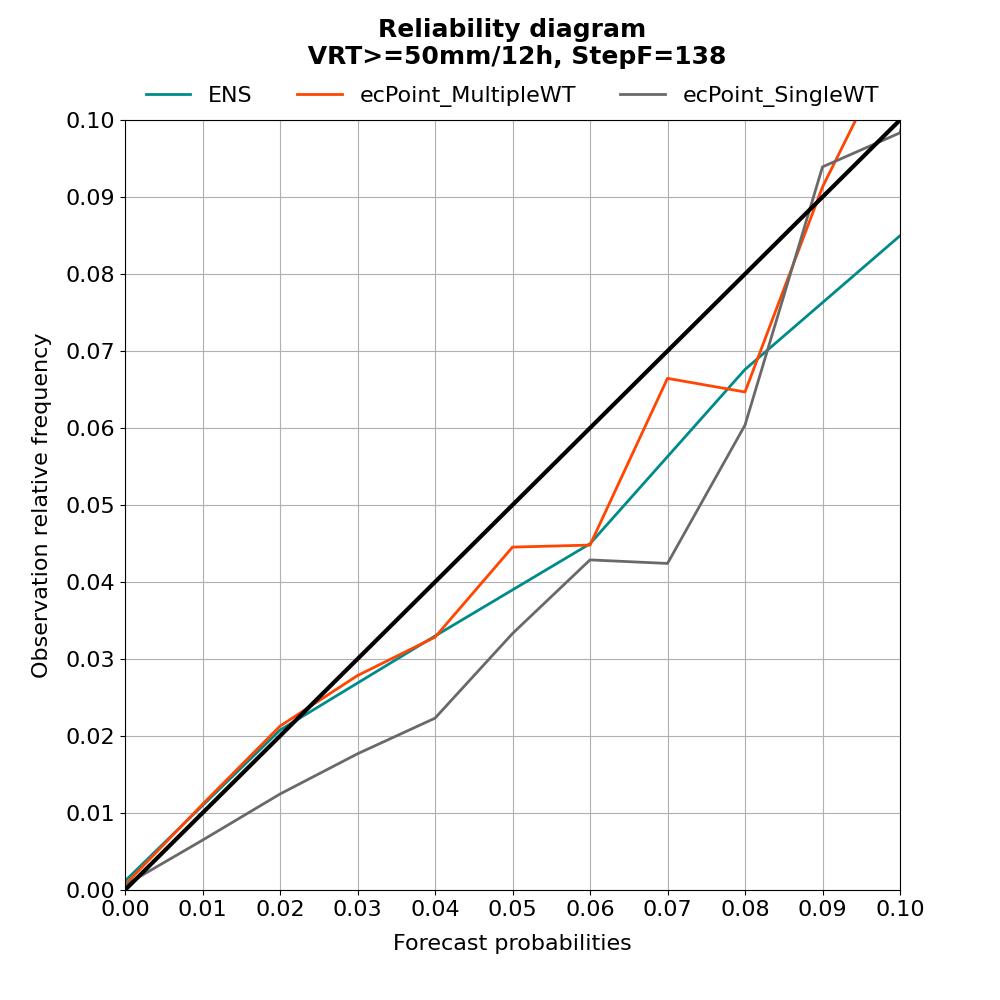 Reliability diagram
VRT>=50mm/12h, StepF=138
ENS ecPoint_MultipleWT ecPoint_SingleWT
0.10
0.09
0.08
0.07
0.06
0.05
0.04
0.03
0.02
0.01
0.00
Observation relative frequency
0.00 0.01 0.02 0.03 0.04 0.05 0.06 0.07 0.08 0.09 0.10
Forecast probabilities